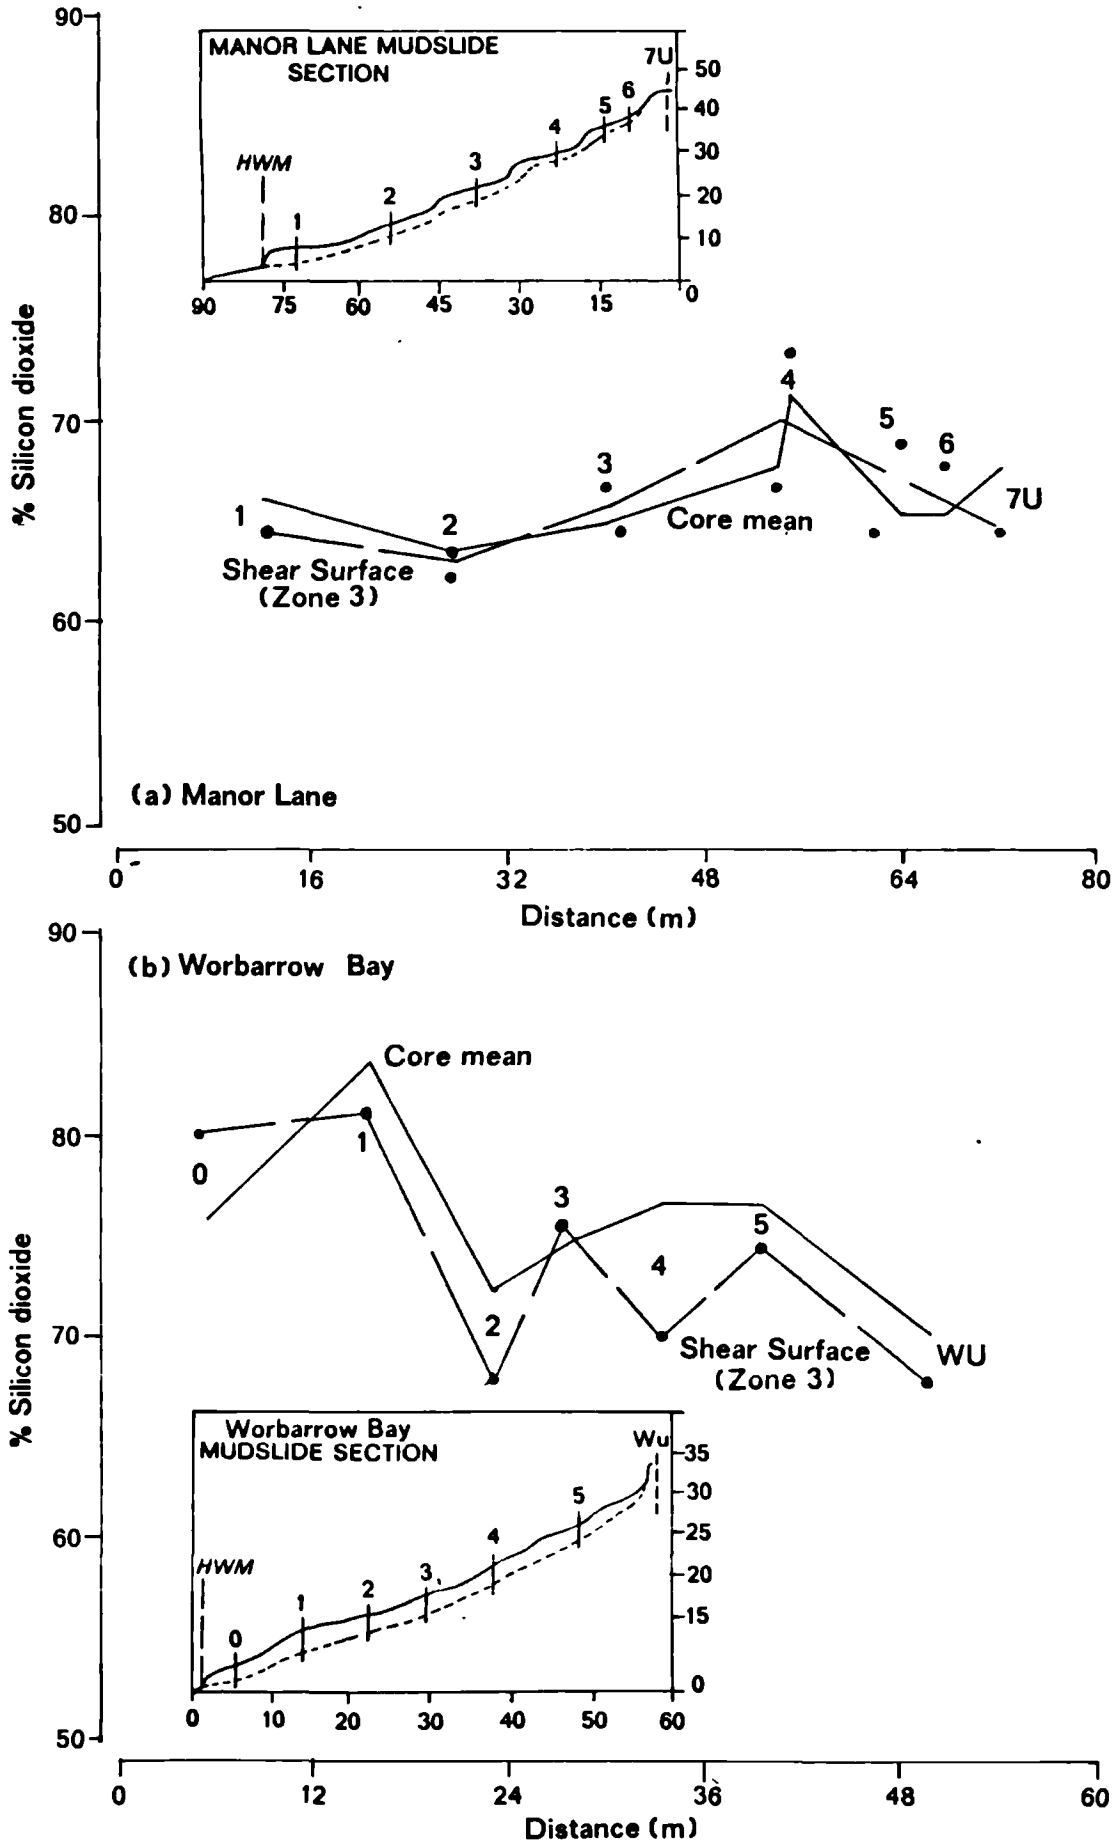 90
MANOR LANE MUDSLIDE
SECTION
7U
50
6
5
40
4
HWM
3
30
2
20
1
10
0
90 75 60 45 30 15
80
% Silicon dioxide
70
60
50
4
5
6
3
7U
1
2
Core mean
Shear Surface
(Zone 3)
(a) Manor Lane
0 16 32 48 64 80
Distance (m)
90
(b) Worbarrow Bay
Core mean
80
1
0
3
5
4
2
70
Shear Surface
(Zone 3)
WU
% Silicon dioxide
Worbarrow Bay
MUDSLIDE SECTION
Wu
35
30
5
25
4
60
HWM
3
20
2
1
15
0
0
0 10 20 30 40 50 60
50
0 12 24 36 48 60
Distance (m)